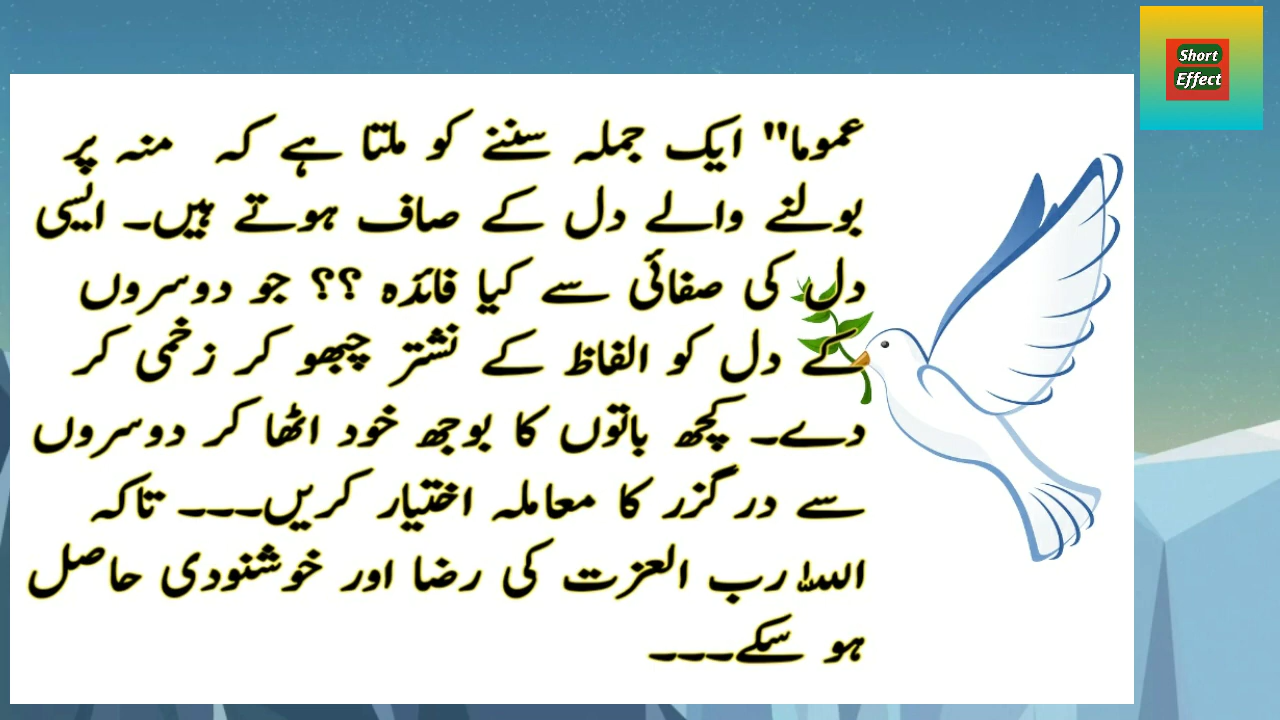 Short
Effect
عموما" ایک جملہ سننے کو ملتا ہے کہ منہ پر
بولنے والے دل کے صاف ہوتے ہیں۔ ایسی
دل کی صفائی سے کیا فائدہ ؟؟ جو دوسروں
کے دل کو الفاظ کے نشتر چبھو کر زخمی کر
دے۔ کچھ باتوں کا بوجھ خود اٹھا کر دوسروں
سے درگزر کا معاملہ اختیار کریں۔۔۔ تاکہ
اللہ رب العزت کی رضا اور خوشنودی حاصل
ہو سکے۔۔۔